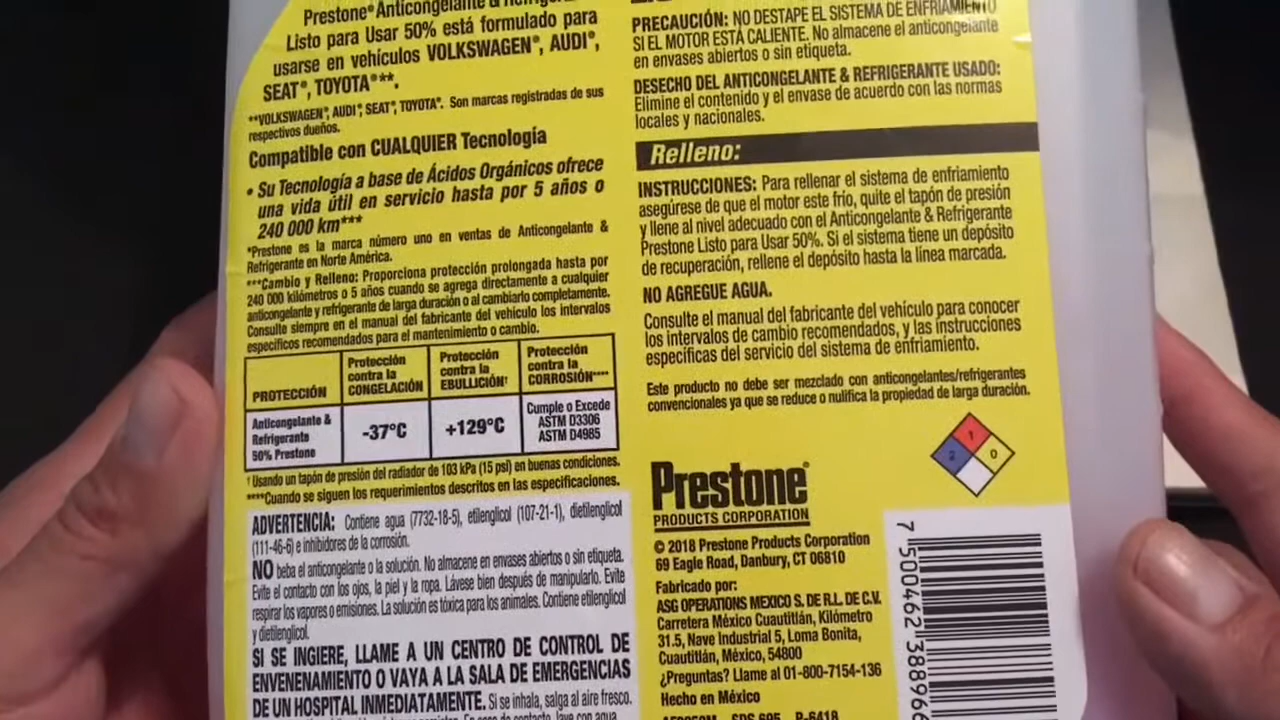 Prestone® Anticongelante &
Listo para Usar 50% está formulado para
usarse en vehículos VOLKSWAGEN®, AUDI®,
SEAT®, TOYOTA®**.
**VOLKSWAGEN®, AUDI®, SEAT®, TOYOTA®. Son marcas registradas de sus
respectivos dueños.
Compatible con CUALQUIER Tecnología
• Su Tecnología a base de Ácidos Orgánicos ofrece
una vida útil en servicio hasta por 5 años o
240 000 km***
*Prestone es la marca número uno en ventas de Anticongelante &
Refrigerante en Norte América.
***Cambio y Relleno: Proporciona protección prolongada hasta por
240 000 kilómetros o 5 años cuando se agrega directamente a cualquier
anticongelante y refrigerante de larga duración o al cambiarlo completamente.
Consulte siempre en el manual del fabricante del vehículo los intervalos
específicos recomendados para el mantenimiento o cambio.
PROTECCIÓN
Protección
contra la
CONGELACIÓN
Protección
contra la
EBULLICIÓN†
Protección
contra la
CORROSIÓN****
Anticongelante &
Refrigerante
50% Prestone
-37°C
+129°C
Cumple o Excede
ASTM D3306
ASTM D4985
† Usando un tapón de presión del radiador de 103 kPa (15 psi) en buenas condiciones.
****Cuando se siguen los requerimientos descritos en las especificaciones.
ADVERTENCIA: Contiene agua (7732-18-5), etilenglicol (107-21-1), dietilenglicol
(111-46-6) e inhibidores de la corrosión.
NO beba el anticongelante o la solución. No almacene en envases abiertos o sin etiqueta.
Evite el contacto con los ojos, la piel y la ropa. Lávese bien después de manipularlo. Evite
respirar los vapores o emisiones. La solución es tóxica para los animales. Contiene etilenglicol
y dietilenglicol.
SI SE INGIERE, LLAME A UN CENTRO DE CONTROL DE
ENVENENAMIENTO O VAYA A LA SALA DE EMERGENCIAS
DE UN HOSPITAL INMEDIATAMENTE. Si se inhala, salga al aire fresco.
En caso de contacto, lave con agua
PRECAUCIÓN: NO DESTAPE EL SISTEMA DE ENFRIAMIENTO
SI EL MOTOR ESTÁ CALIENTE. No almacene el anticongelante
en envases abiertos o sin etiqueta.
DESECHO DEL ANTICONGELANTE & REFRIGERANTE USADO:
Elimine el contenido y el envase de acuerdo con las normas
locales y nacionales.
Relleno:
INSTRUCCIONES: Para rellenar el sistema de enfriamiento
asegúrese de que el motor este frío, quite el tapón de presión
y llene al nivel adecuado con el Anticongelante & Refrigerante
Prestone Listo para Usar 50%. Si el sistema tiene un depósito
de recuperación, rellene el depósito hasta la línea marcada.
NO AGREGUE AGUA.
Consulte el manual del fabricante del vehículo para conocer
los intervalos de cambio recomendados, y las instrucciones
específicas del servicio del sistema de enfriamiento.
Este producto no debe ser mezclado con anticongelantes/refrigerantes
convencionales ya que se reduce o nulifica la propiedad de larga duración.
1
2 0
Prestone®
PRODUCTS CORPORATION
© 2018 Prestone Products Corporation
69 Eagle Road, Danbury, CT 06810
Fabricado por:
ASG OPERATIONS MEXICO S. DE R.L. DE C.V.
Carretera México Cuautitlán, Kilómetro
31.5, Nave Industrial 5, Loma Bonita,
Cuautitlán, México, 54800
¿Preguntas? Llame al 01-800-7154-136
Hecho en México
SDS 695 P-6418
7 500462 388966